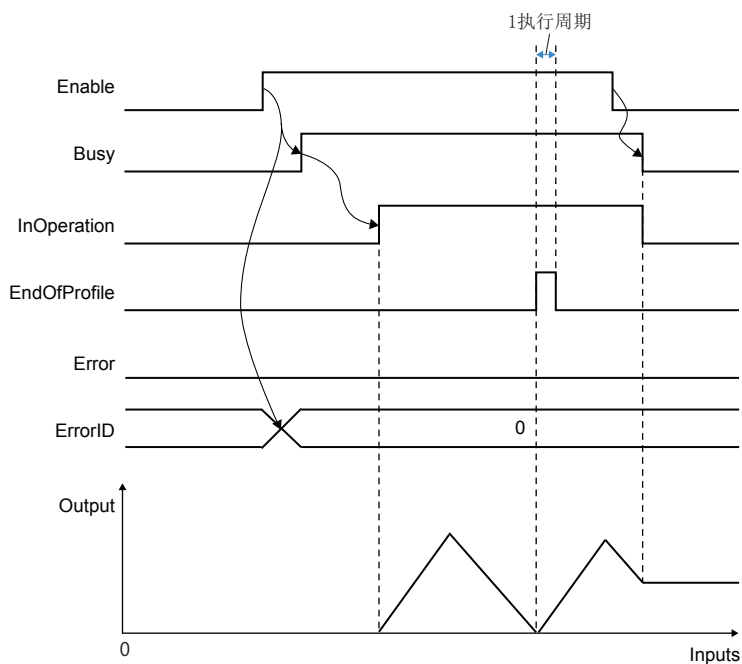 1执行周期
Enable
Busy
InOperation
EndOfProfile
Error
ErrorID
0
Output
0
Inputs